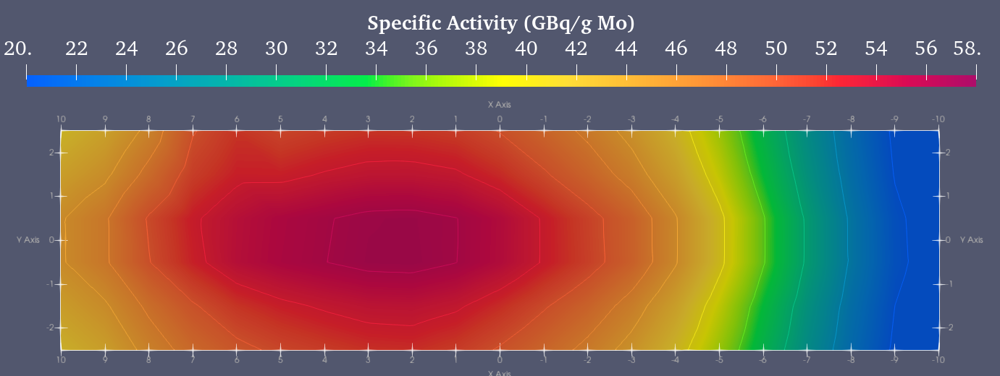 Specific Activity (GBq/g Mo)
20. 22 24 26 28 30 32 34 36 38 40 42 44 46 48 50 52 54 56 58.
X Axis
10 9 8 7 6 5 4 3 2 1 0 -1 -2 -3 -4 -5 -6 -7 -8 -9 -10
2 2
1 1
Y Axis 0 0 Y Axis
-1 -1
-2 -2
10 9 8 7 6 5 4 3 2 1 0 -1 -2 -3 -4 -5 -6 -7 -8 -9 -10
X Axis